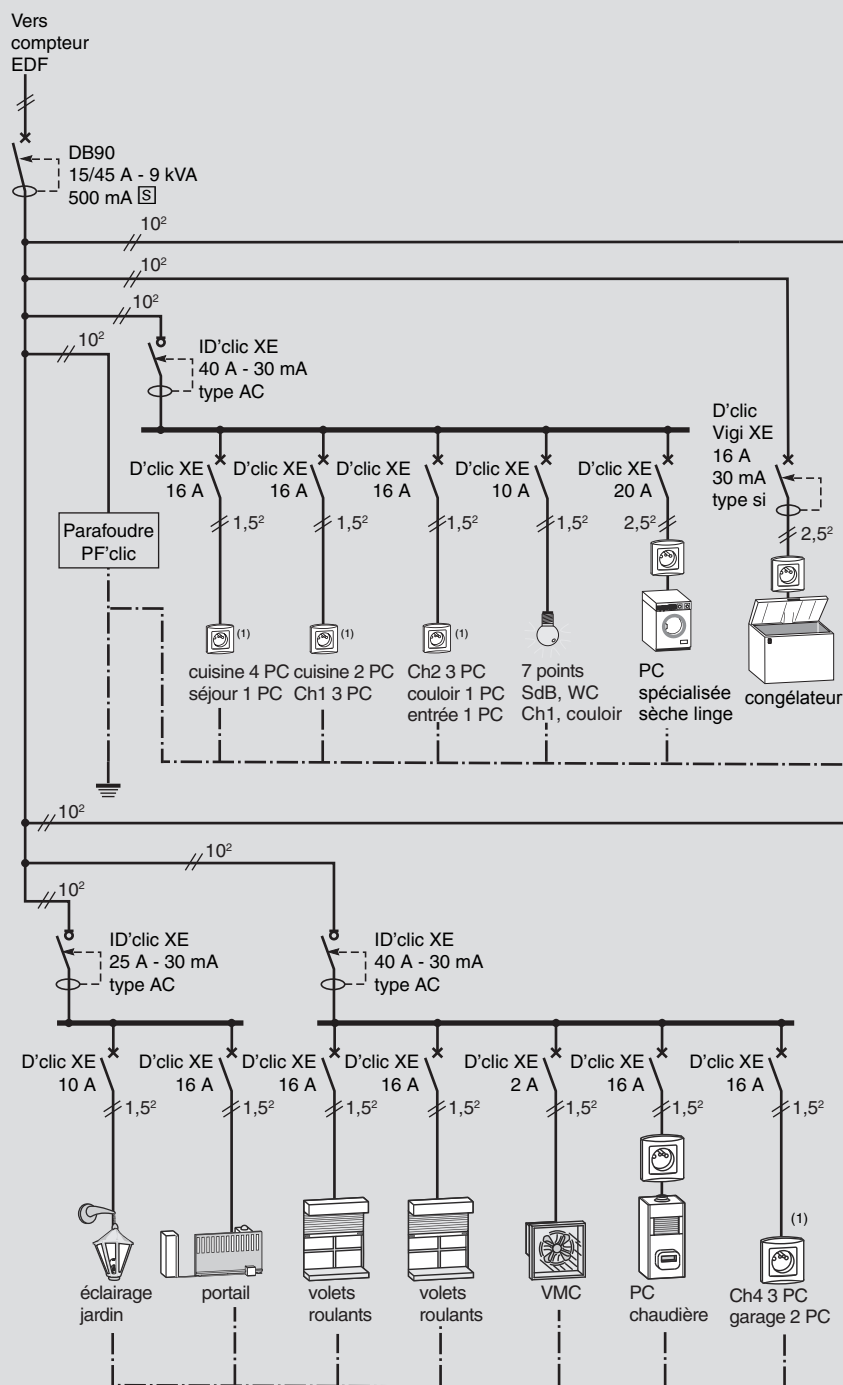 Vers
compteur
EDF
DB90
15/45 A - 9 kVA
500 mA S
10²
10²
10²
10²
ID'clic XE
40 A - 30 mA
type AC
D'clic
Vigi XE
16 A
30 mA
type si
D'clic XE
16 A
D'clic XE
16 A
D'clic XE
16 A
D'clic XE
10 A
D'clic XE
20 A
Parafoudre
PF'clic
1,5²
1,5²
1,5²
1,5²
2,5²
2,5²
(1)
(1)
(1)
cuisine 4 PC
séjour 1 PC
cuisine 2 PC
Ch1 3 PC
Ch2 3 PC
couloir 1 PC
entrée 1 PC
7 points
SdB, WC
Ch1, couloir
PC
spécialisée
sèche linge
congélateur
10²
10²
10²
ID'clic XE
25 A - 30 mA
type AC
ID'clic XE
40 A - 30 mA
type AC
D'clic XE
10 A
D'clic XE
16 A
D'clic XE
16 A
D'clic XE
16 A
D'clic XE
2 A
D'clic XE
16 A
D'clic XE
16 A
1,5²
1,5²
1,5²
1,5²
1,5²
1,5²
1,5²
(1)
éclairage
jardin
portail
volets
roulants
volets
roulants
VMC
PC
chaudière
Ch4 3 PC
garage 2 PC